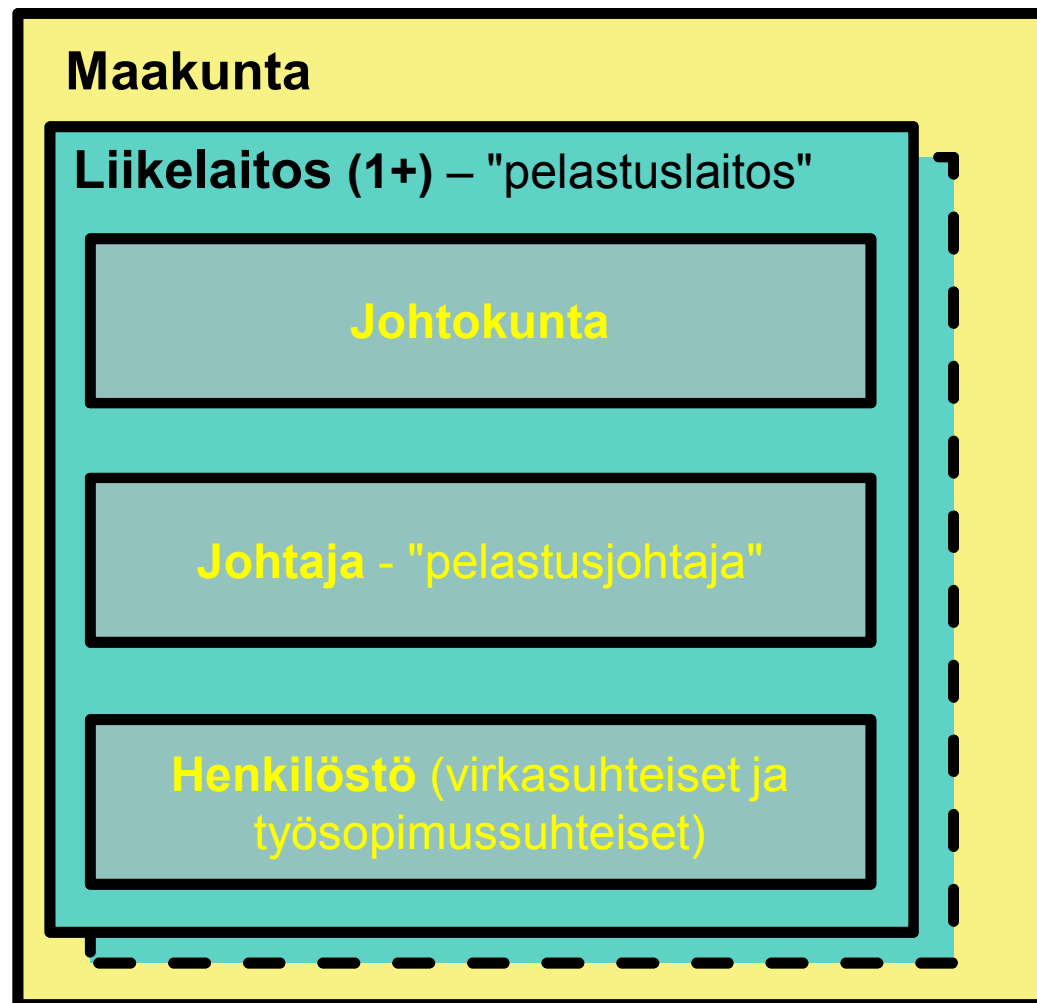 Maakunta
Liikelaitos (1+) – "pelastuslaitos"
Johtokunta
Johtaja - "pelastusjohtaja"
Henkilöstö (virkasuhteiset ja
työsopimussuhteiset)